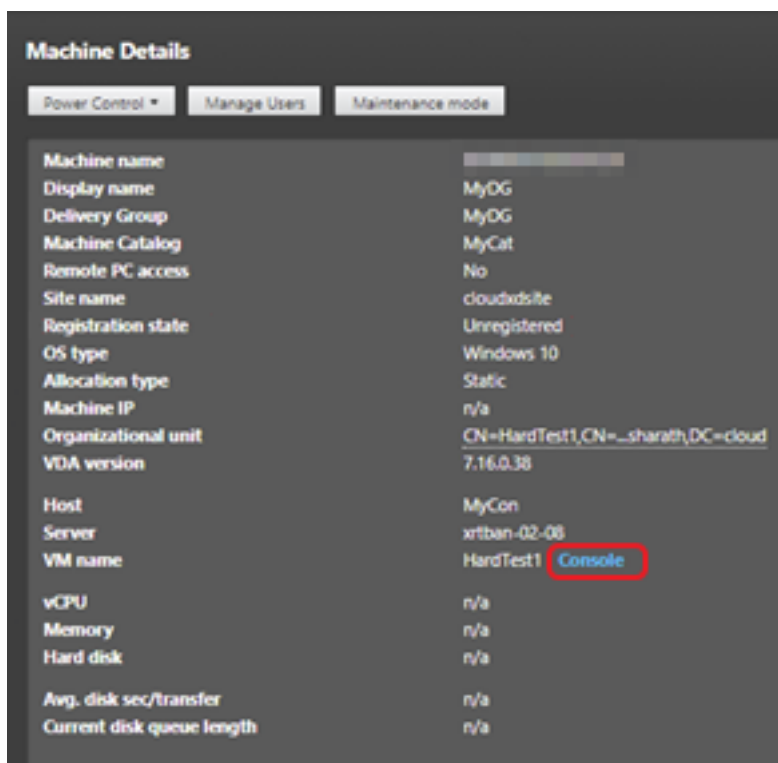 Machine Details
Power Control Manage Users Maintenance mode
Machine name
Display name MyDG
Delivery Group MyDG
Machine Catalog MyCat
Remote PC access No
Site name cloudxdsite
Registration state Unregistered
OS type Windows 10
Allocation type Static
Machine IP n/a
Organizational unit CN=HardTest1,CN=...sharath,DC=cloud
VDA version 7.16.0.38
Host MyCon
Server xrtban-02-08
VM name HardTest1 Console
vCPU n/a
Memory n/a
Hard disk n/a
Avg. disk sec/transfer n/a
Current disk queue length n/a